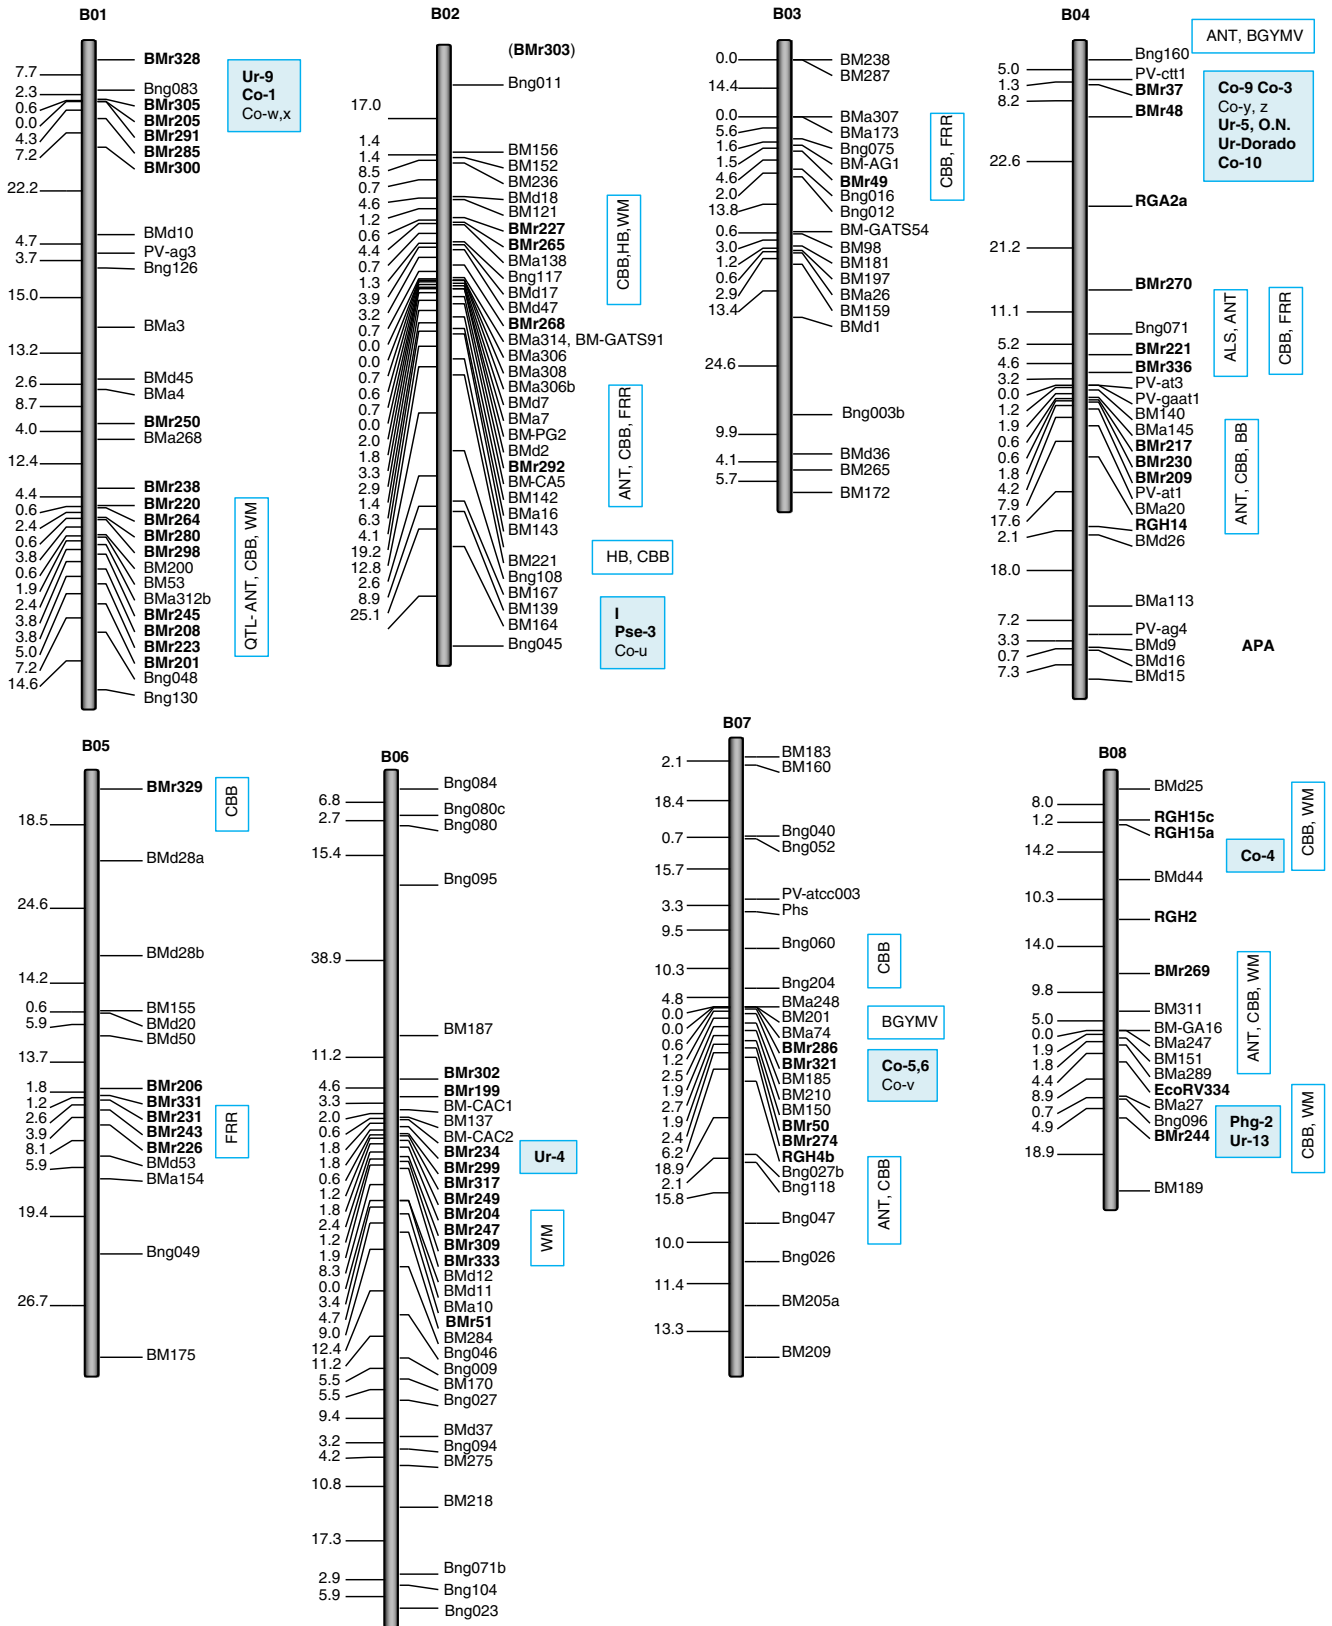 B01
7.7
2.3
0.6
0.0
4.3
7.2
22.2
4.7
3.7
15.0
13.2
2.6
8.7
4.0
12.4
4.4
0.6
2.4
0.6
3.8
0.6
1.9
2.4
3.8
3.8
5.0
7.2
14.6
BMr328
Bng083
BMr305
BMr205
BMr291
BMr285
BMr300
BMd10
PV-ag3
Bng126
BMa3
BMd45
BMa4
BMr250
BMa268
BMr238
BMr220
BMr264
BMr280
BMr298
BM200
BM53
BMa312b
BMr245
BMr208
BMr223
BMr201
Bng048
Bng130
Ur-9
Co-1
Co-w,x
QTL- ANT, CBB, WM
B02
17.0
1.4
1.4
8.5
0.7
4.6
1.2
0.6
4.4
0.7
1.3
3.9
3.2
0.7
0.0
0.0
0.7
0.6
0.7
0.0
2.0
1.8
3.3
2.9
1.4
6.3
4.1
19.2
12.8
2.6
8.9
25.1
(BMr303)
Bng011
BM156
BM152
BM236
BMd18
BM121
BMr227
BMr265
BMa138
Bng117
BMd17
BMd47
BMr268
BMa314, BM-GATS91
BMa306
BMa308
BMa306b
BMd7
BMa7
BM-PG2
BMd2
BMr292
BM-CA5
BM142
BMa16
BM143
BM221
Bng108
BM167
BM139
BM164
Bng045
CBB,HB,WM
ANT, CBB, FRR
HB, CBB
I
Pse-3
Co-u
B03
0.0
14.4
0.0
5.6
1.6
1.5
4.6
2.0
13.8
0.6
3.0
1.2
0.6
2.9
13.4
24.6
9.9
4.1
5.7
BM238
BM287
BMa307
BMa173
Bng075
BM-AG1
BMr49
Bng016
Bng012
BM-GATS54
BM98
BM181
BM197
BMa26
BM159
BMd1
Bng003b
BMd36
BM265
BM172
CBB, FRR
B04
5.0
1.3
8.2
22.6
21.2
11.1
5.2
4.6
3.2
0.0
1.2
1.9
0.6
0.6
1.8
4.2
7.9
17.6
2.1
18.0
7.2
3.3
0.7
7.3
Bng160
PV-ctt1
BMr37
BMr48
RGA2a
BMr270
Bng071
BMr221
BMr336
PV-at3
PV-gaat1
BM140
BMa145
BMr217
BMr230
BMr209
PV-at1
BMa20
RGH14
BMd26
BMa113
PV-ag4
BMd9
BMd16
BMd15
ANT, BGYMV
Co-9 Co-3
Co-y, z
Ur-5, O.N.
Ur-Dorado
Co-10
ALS, ANT
CBB, FRR
ANT, CBB, BB
APA
B05
18.5
24.6
14.2
0.6
5.9
13.7
1.8
1.2
2.6
3.9
8.1
5.9
19.4
26.7
BMr329
BMd28a
BMd28b
BM155
BMd20
BMd50
BMr206
BMr331
BMr231
BMr243
BMr226
BMd53
BMa154
Bng049
BM175
CBB
FRR
B06
6.8
2.7
15.4
38.9
11.2
4.6
3.3
2.0
0.6
1.8
1.8
0.6
1.2
1.8
2.4
1.2
1.9
8.3
0.0
3.4
4.7
9.0
12.4
11.2
5.5
5.5
9.4
3.2
4.2
10.8
17.3
2.9
5.9
Bng084
Bng080c
Bng080
Bng095
BM187
BMr302
BMr199
BM-CAC1
BM137
BM-CAC2
BMr234
BMr299
BMr317
BMr249
BMr204
BMr247
BMr309
BMr333
BMd12
BMd11
BMa10
BMr51
BM284
Bng046
Bng009
BM170
Bng027
BMd37
Bng094
BM275
BM218
Bng071b
Bng104
Bng023
Ur-4
WM
B07
2.1
18.4
0.7
15.7
3.3
9.5
10.3
4.8
0.0
0.0
0.6
1.2
2.5
1.9
2.7
1.9
2.4
6.2
18.9
2.1
15.8
10.0
11.4
13.3
BM183
BM160
Bng040
Bng052
PV-atcc003
Phs
Bng060
Bng204
BMa248
BM201
BMa74
BMr286
BMr321
BM185
BM210
BM150
BMr50
BMr274
RGH4b
Bng027b
Bng118
Bng047
Bng026
BM205a
BM209
CBB
BGYMV
Co-5,6
Co-v
ANT, CBB
B08
8.0
1.2
14.2
10.3
14.0
9.8
5.0
0.0
1.9
1.8
4.4
8.9
0.7
4.9
18.9
BMd25
RGH15c
RGH15a
BMd44
RGH2
BMr269
BM311
BM-GA16
BMa247
BM151
BMa289
EcoRV334
BMa27
Bng096
BMr244
BM189
CBB, WM
Co-4
ANT, CBB, WM
Phg-2
Ur-13
CBB, WM